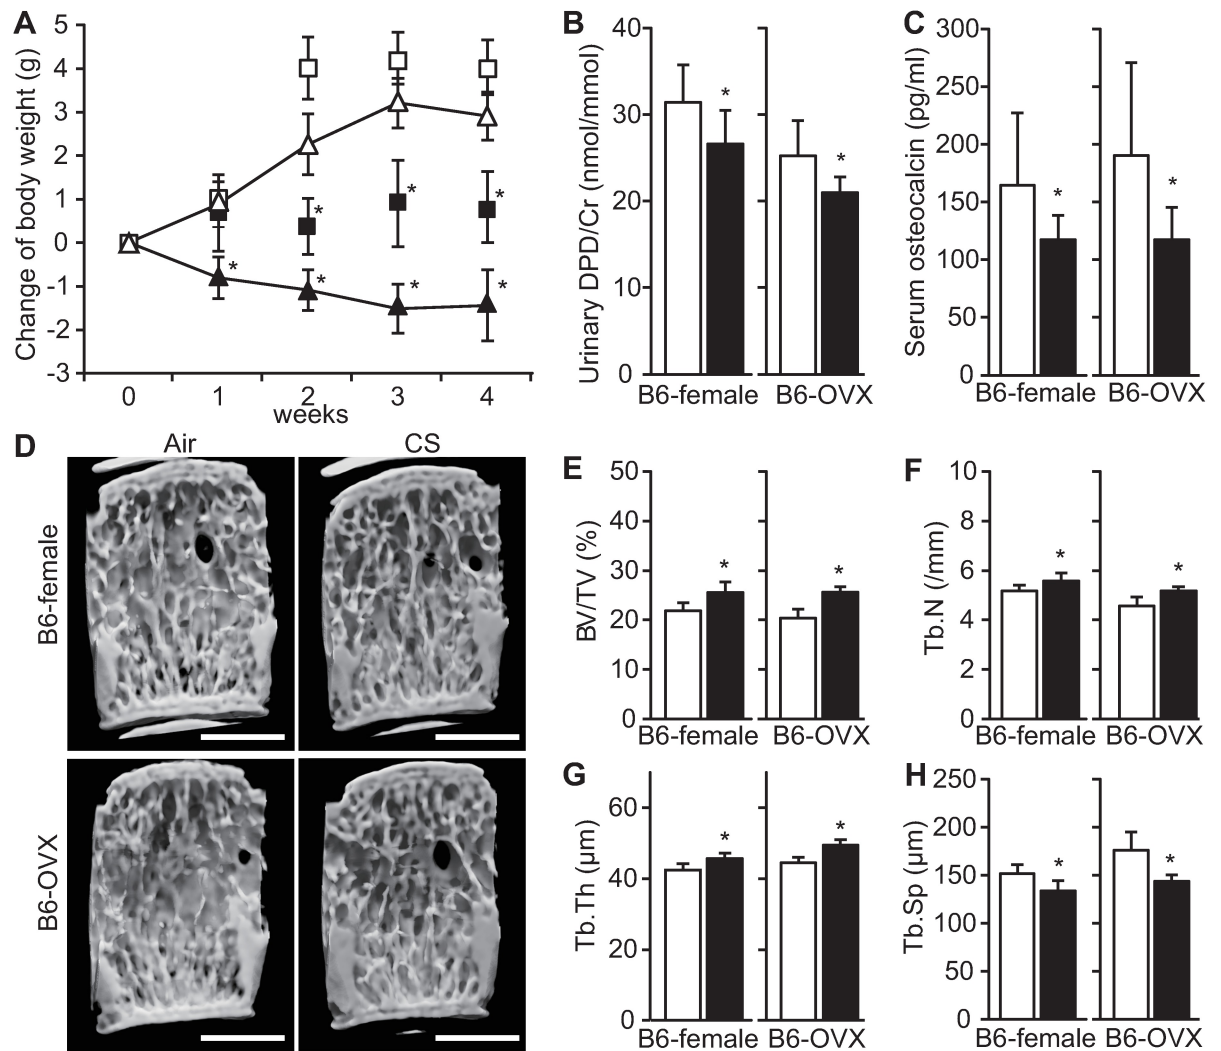 A
Change of body weight (g)
5
4
3
2
1
0
-1
-2
-3
* * * *
* * * *
0 1 2 3 4
weeks
B
Urinary DPD/Cr (nmol/mmol)
40
30
20
10
0
* *
B6-female B6-OVX
C
Serum osteocalcin (pg/ml)
300
250
200
150
100
50
0
* *
B6-female B6-OVX
D
Air CS
B6-female
B6-OVX
E
BV/TV (%)
50
40
30
20
10
0
* *
B6-female B6-OVX
F
Tb.N (/mm)
10
8
6
4
2
0
* *
B6-female B6-OVX
G
Tb.Th (µm)
60
40
20
0
* *
B6-female B6-OVX
H
Tb.Sp (µm)
250
200
150
100
50
0
* *
B6-female B6-OVX